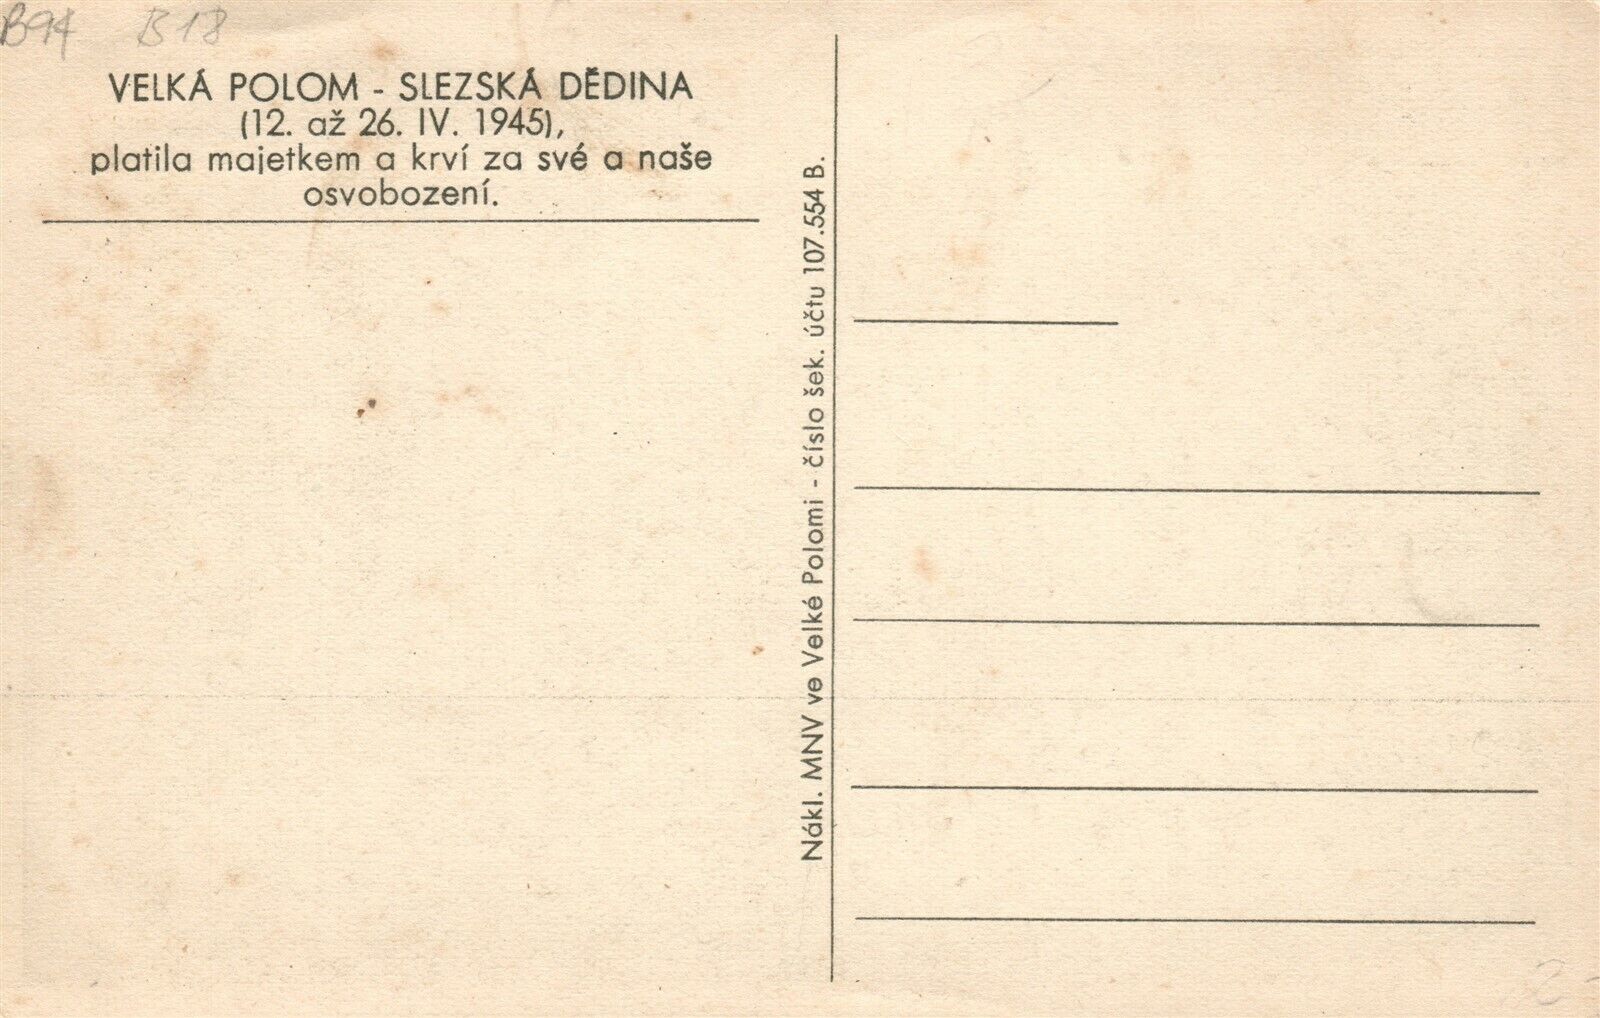 B94 B18
VELKÁ POLOM - SLEZSKÁ DĚDINA
(12. až 26. IV. 1945),
platila majetkem a krví za své a naše
osvobození.
Nákl. MNV ve Velké Polomi - číslo šek. účtu 107.554 B.
2-